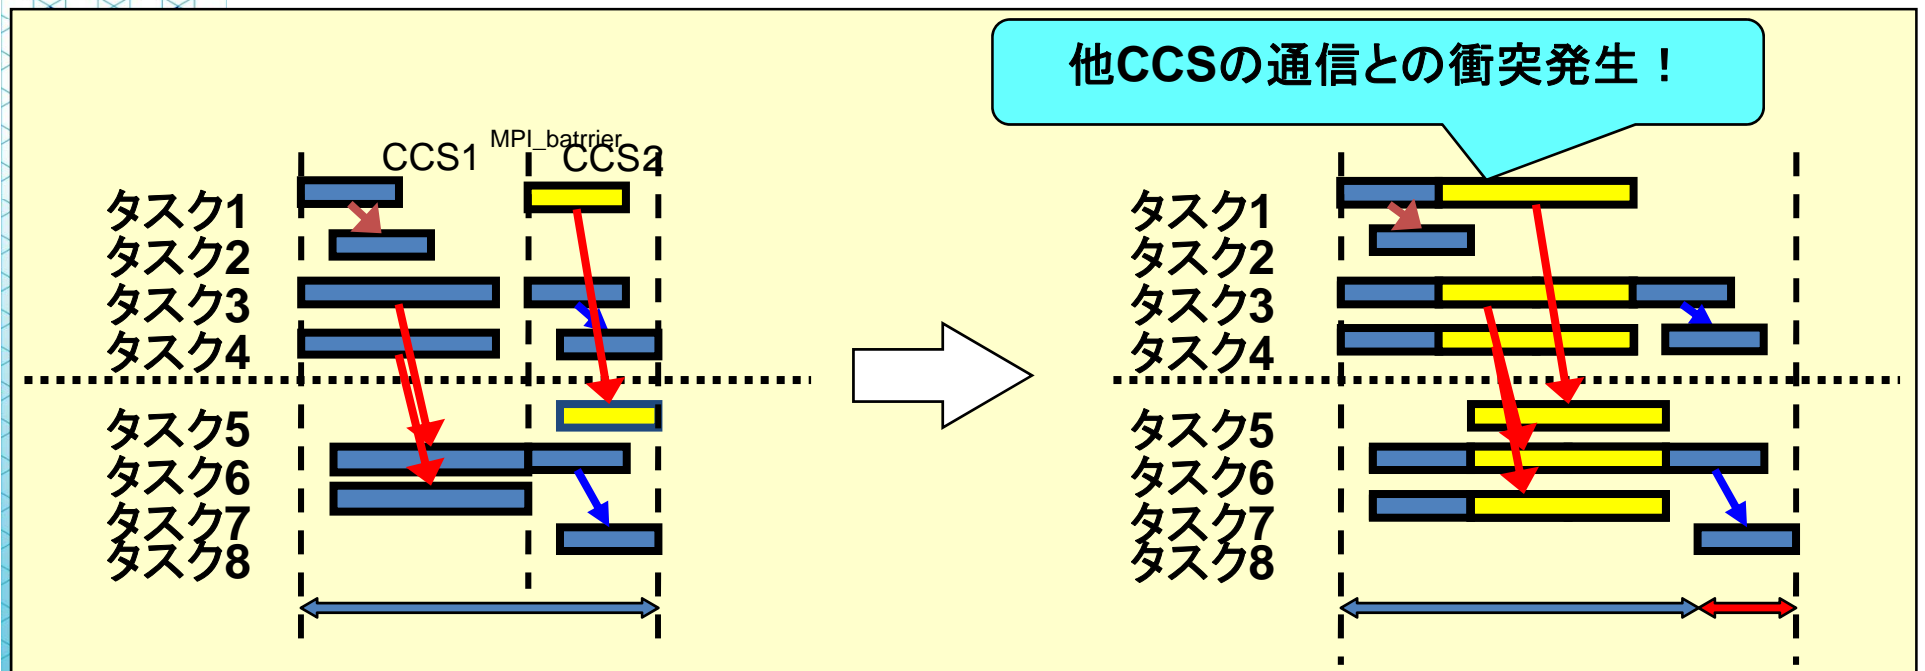 他CCSの通信との衝突発生！
MPI_batrrier
CCS1
CCS2
タスク1
タスク2
タスク3
タスク4
タスク5
タスク6
タスク7
タスク8
タスク1
タスク2
タスク3
タスク4
タスク5
タスク6
タスク7
タスク8